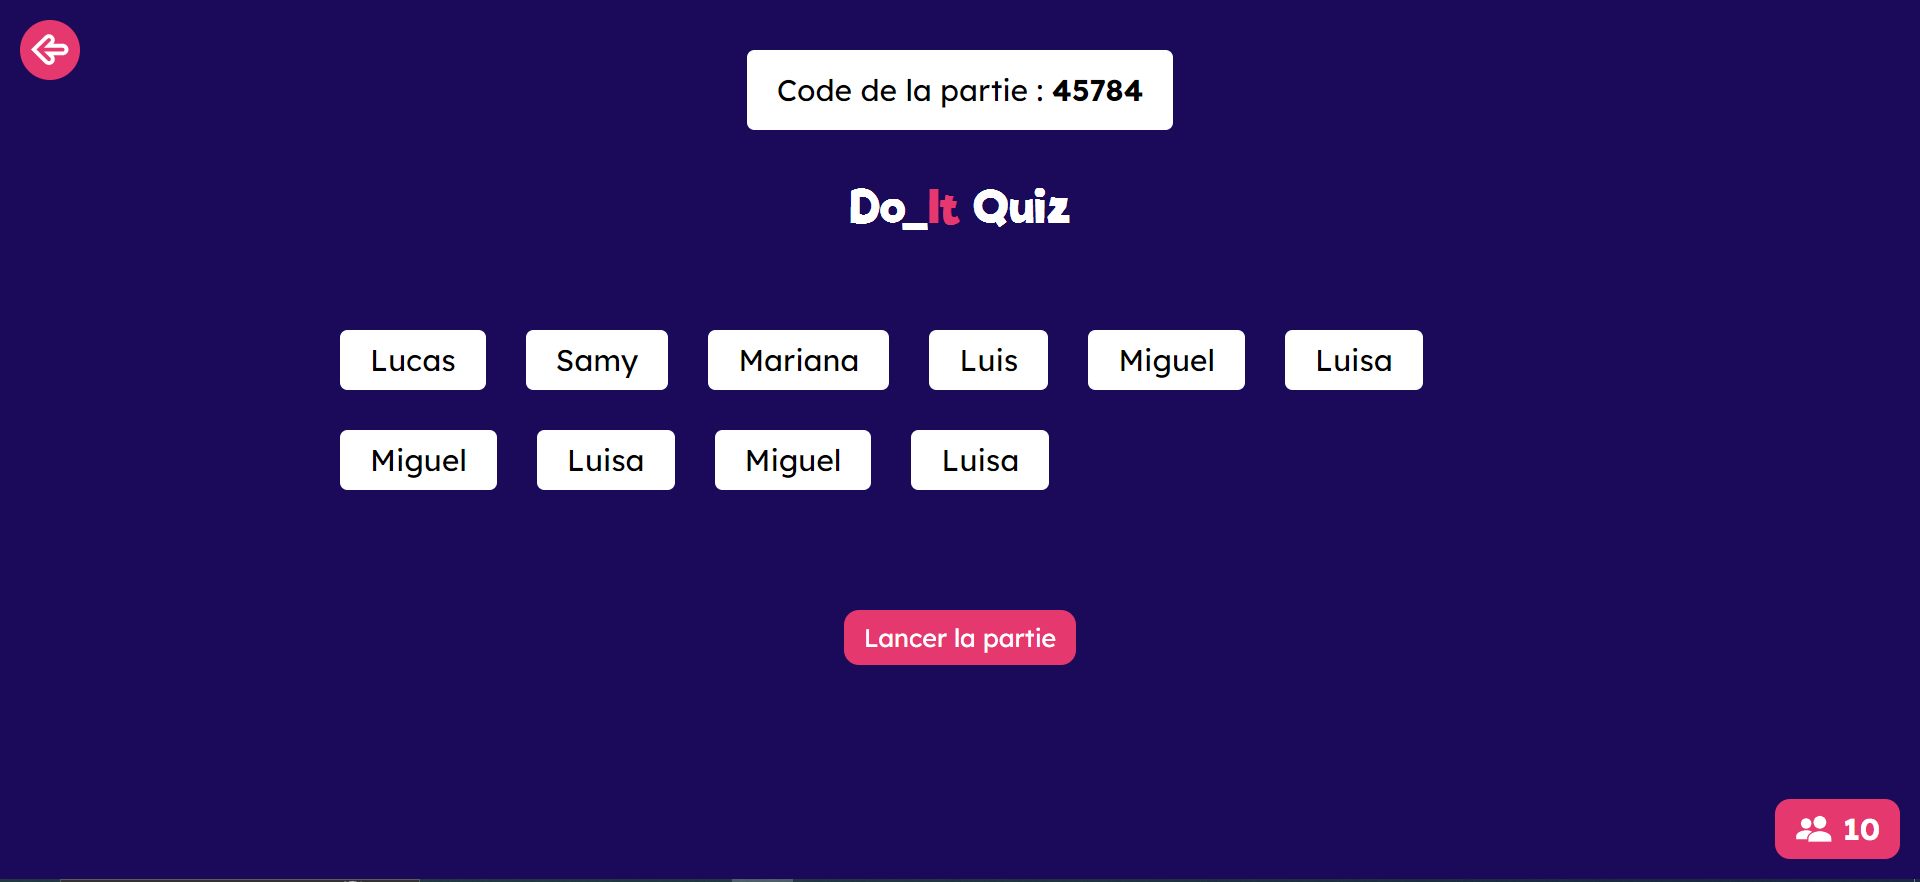 Code de la partie : 45784
Do_It Quiz
Lucas Samy Mariana Luis Miguel Luisa
Miguel Luisa Miguel Luisa
Lancer la partie
10